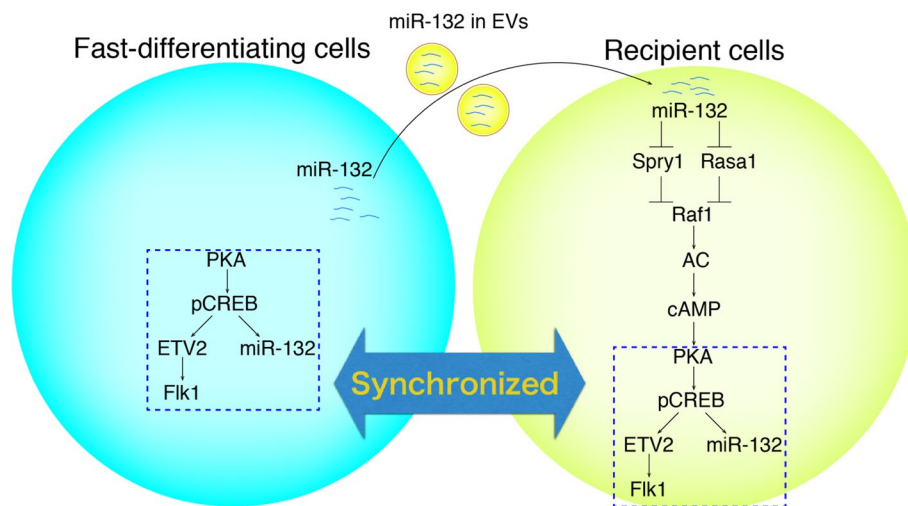 miR-132 in EVs
Fast-differentiating cells
Recipient cells
miR-132
PKA
pCREB
ETV2 miR-132
Flk1
Synchronized
miR-132
Spry1 Rasa1
Raf1
AC
cAMP
PKA
pCREB
ETV2 miR-132
Flk1